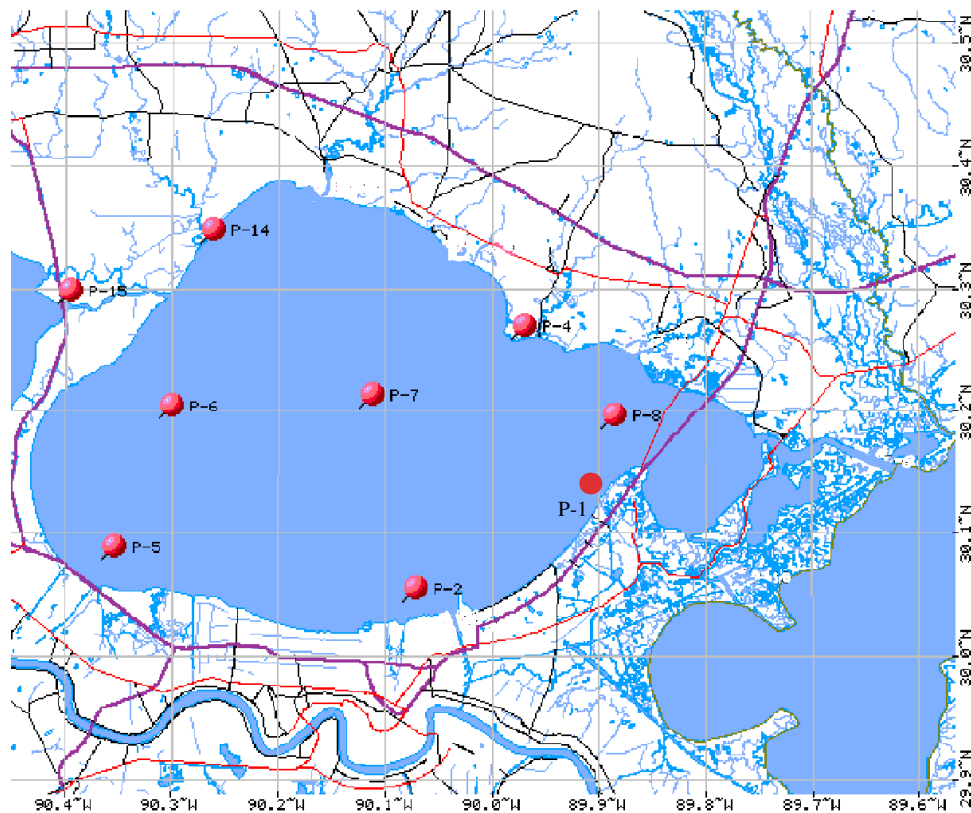 30.5~N
30.4~N
P-14
P-15
30.3~N
P-4
P-7
P-6
P-8
30.2~N
P-1
P-5
30.1~N
P-2
30.0~N
29.9~N
90.4~W 90.3~W 90.2~W 90.1~W 90.0~W 89.9~W 89.8~W 89.7~W 89.6~W